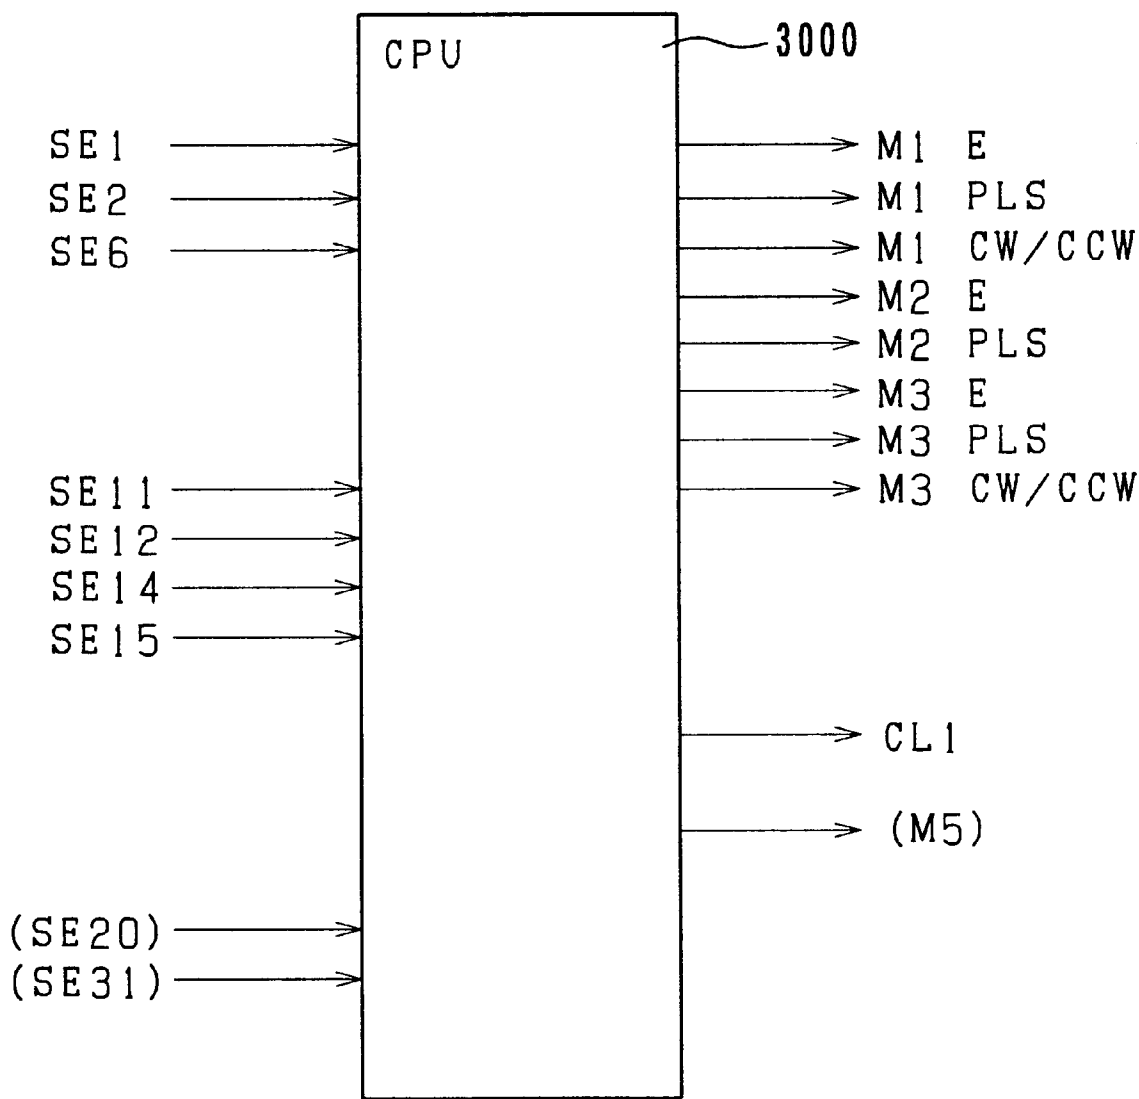 CPU
3000
SE1
SE2
SE6
SE11
SE12
SE14
SE15
(SE20)
(SE31)
M1 E
M1 PLS
M1 CW/CCW
M2 E
M2 PLS
M3 E
M3 PLS
M3 CW/CCW
CL1
(M5)